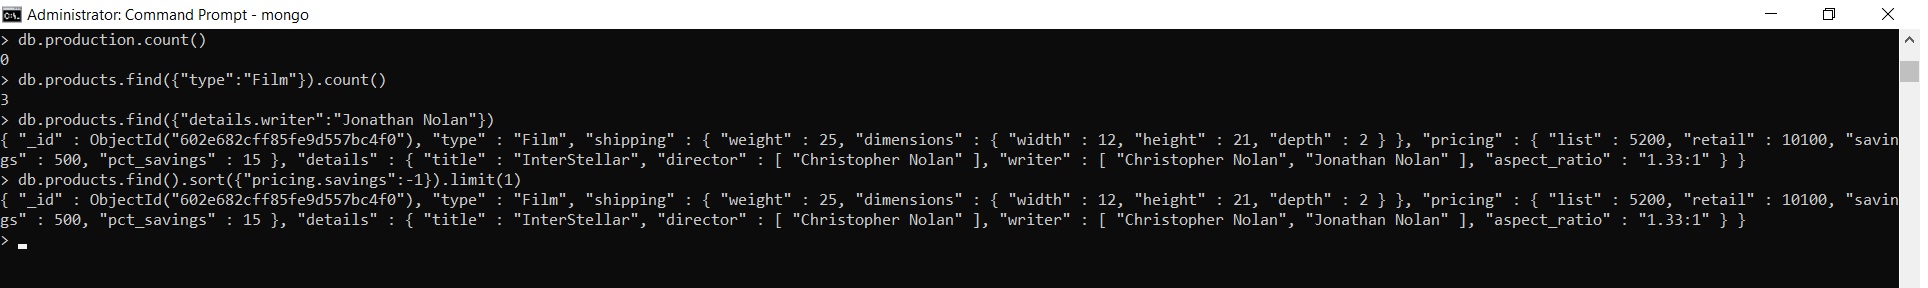 Administrator: Command Prompt - mongo
> db.production.count()
0
> db.products.find({"type":"Film"}).count()
3
> db.products.find({"details.writer":"Jonathan Nolan"})
{ "_id" : ObjectId("602e682cff85fe9d557bc4f0"), "type" : "Film", "shipping" : { "weight" : 25, "dimensions" : { "width" : 12, "height" : 21, "depth" : 2 } }, "pricing" : { "list" : 5200, "retail" : 10100, "savin
gs" : 500, "pct_savings" : 15 }, "details" : { "title" : "InterStellar", "director" : [ "Christopher Nolan" ], "writer" : [ "Christopher Nolan", "Jonathan Nolan" ], "aspect_ratio" : "1.33:1" } }
> db.products.find().sort({"pricing.savings":-1}).limit(1)
{ "_id" : ObjectId("602e682cff85fe9d557bc4f0"), "type" : "Film", "shipping" : { "weight" : 25, "dimensions" : { "width" : 12, "height" : 21, "depth" : 2 } }, "pricing" : { "list" : 5200, "retail" : 10100, "savin
gs" : 500, "pct_savings" : 15 }, "details" : { "title" : "InterStellar", "director" : [ "Christopher Nolan" ], "writer" : [ "Christopher Nolan", "Jonathan Nolan" ], "aspect_ratio" : "1.33:1" } }
>